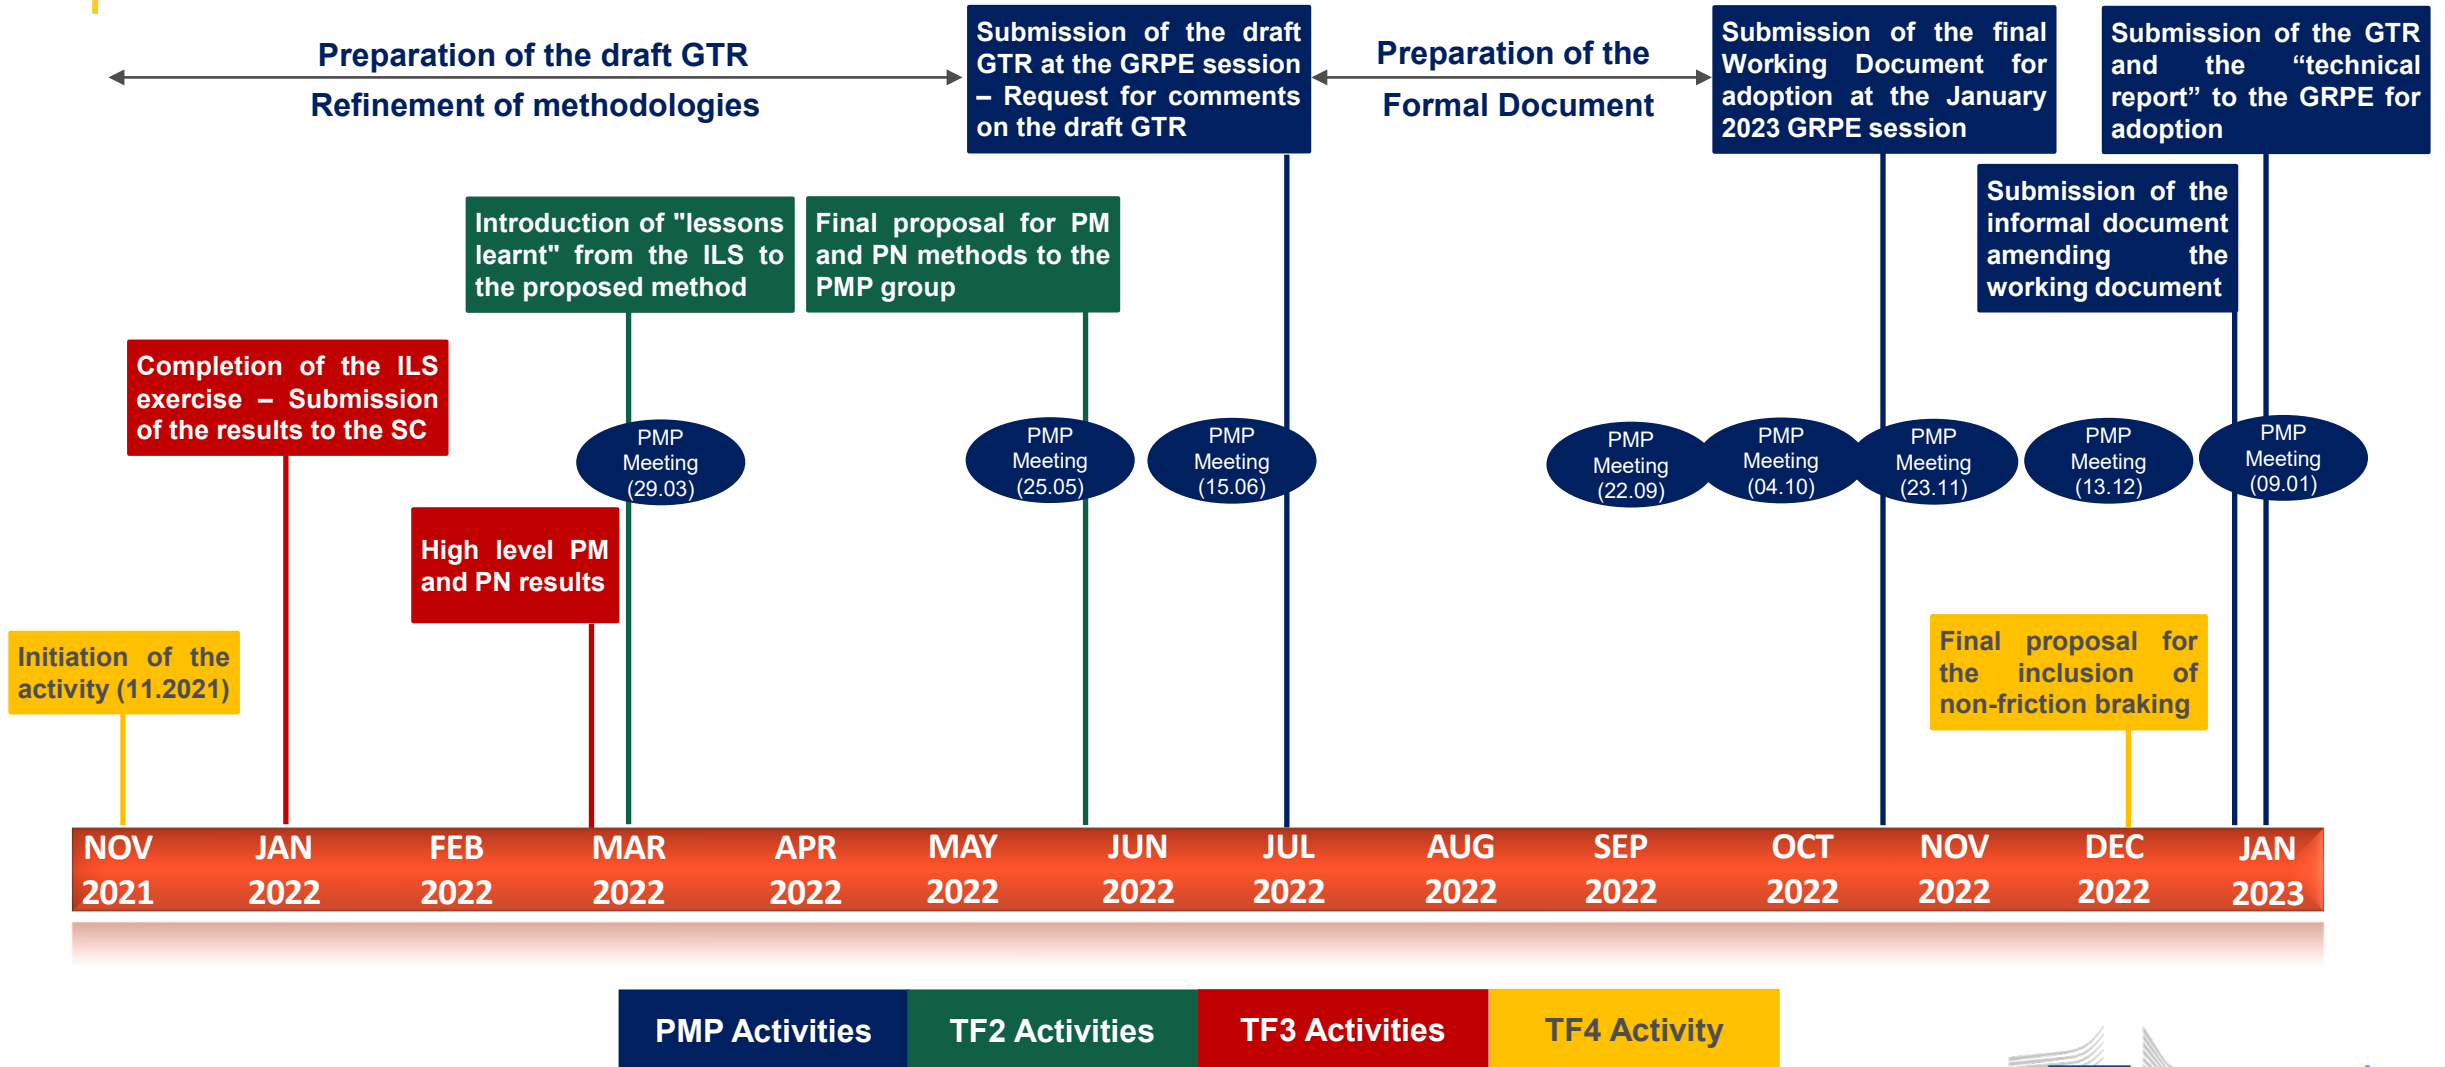 Preparation of the draft GTR
Refinement of methodologies
Submission of the draft
GTR at the GRPE session
– Request for comments
on the draft GTR
Preparation of the
Formal Document
Submission of the final
Working Document for
adoption at the January
2023 GRPE session
Submission of the GTR
and the “technical
report” to the GRPE for
adoption
Submission of the
informal document
amending the
working document
Introduction of "lessons
learnt" from the ILS to
the proposed method
Final proposal for PM
and PN methods to the
PMP group
Completion of the ILS
exercise – Submission
of the results to the SC
PMP
Meeting
(29.03)
PMP
Meeting
(25.05)
PMP
Meeting
(15.06)
PMP
Meeting
(22.09)
PMP
Meeting
(04.10)
PMP
Meeting
(23.11)
PMP
Meeting
(13.12)
PMP
Meeting
(09.01)
High level PM
and PN results
Initiation of the
activity (11.2021)
Final proposal for
the inclusion of
non-friction braking
NOV
2021
JAN
2022
FEB
2022
MAR
2022
APR
2022
MAY
2022
JUN
2022
JUL
2022
AUG
2022
SEP
2022
OCT
2022
NOV
2022
DEC
2022
JAN
2023
PMP Activities
TF2 Activities
TF3 Activities
TF4 Activity